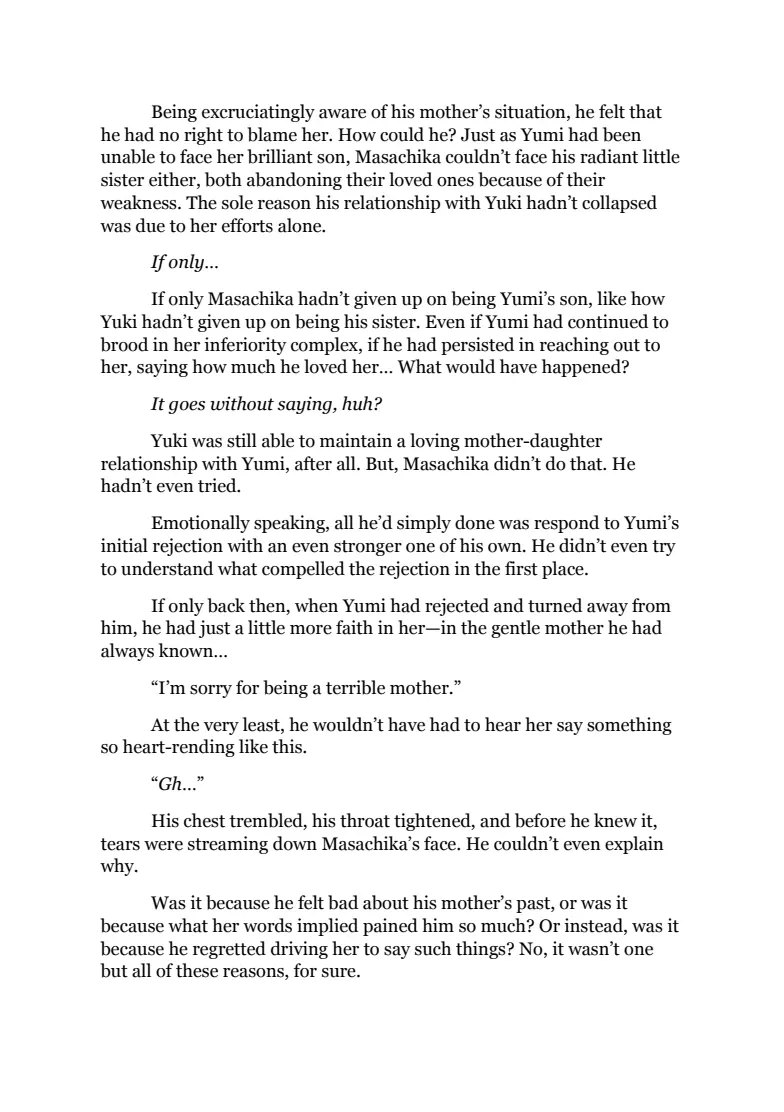 Being excruciatingly aware of his mother’s situation, he felt that
he had no right to blame her. How could he? Just as Yumi had been
unable to face her brilliant son, Masachika couldn’t face his radiant little
sister either, both abandoning their loved ones because of their
weakness. The sole reason his relationship with Yuki hadn’t collapsed
was due to her efforts alone.
If only…
If only Masachika hadn’t given up on being Yumi’s son, like how
Yuki hadn’t given up on being his sister. Even if Yumi had continued to
brood in her inferiority complex, if he had persisted in reaching out to
her, saying how much he loved her… What would have happened?
It goes without saying, huh?
Yuki was still able to maintain a loving mother-daughter
relationship with Yumi, after all. But, Masachika didn’t do that. He
hadn’t even tried.
Emotionally speaking, all he’d simply done was respond to Yumi’s
initial rejection with an even stronger one of his own. He didn’t even try
to understand what compelled the rejection in the first place.
If only back then, when Yumi had rejected and turned away from
him, he had just a little more faith in her—in the gentle mother he had
always known…
“I’m sorry for being a terrible mother.”
At the very least, he wouldn’t have had to hear her say something
so heart-rending like this.
“Gh…”
His chest trembled, his throat tightened, and before he knew it,
tears were streaming down Masachika’s face. He couldn’t even explain
why.
Was it because he felt bad about his mother’s past, or was it
because what her words implied pained him so much? Or instead, was it
because he regretted driving her to say such things? No, it wasn’t one
but all of these reasons, for sure.